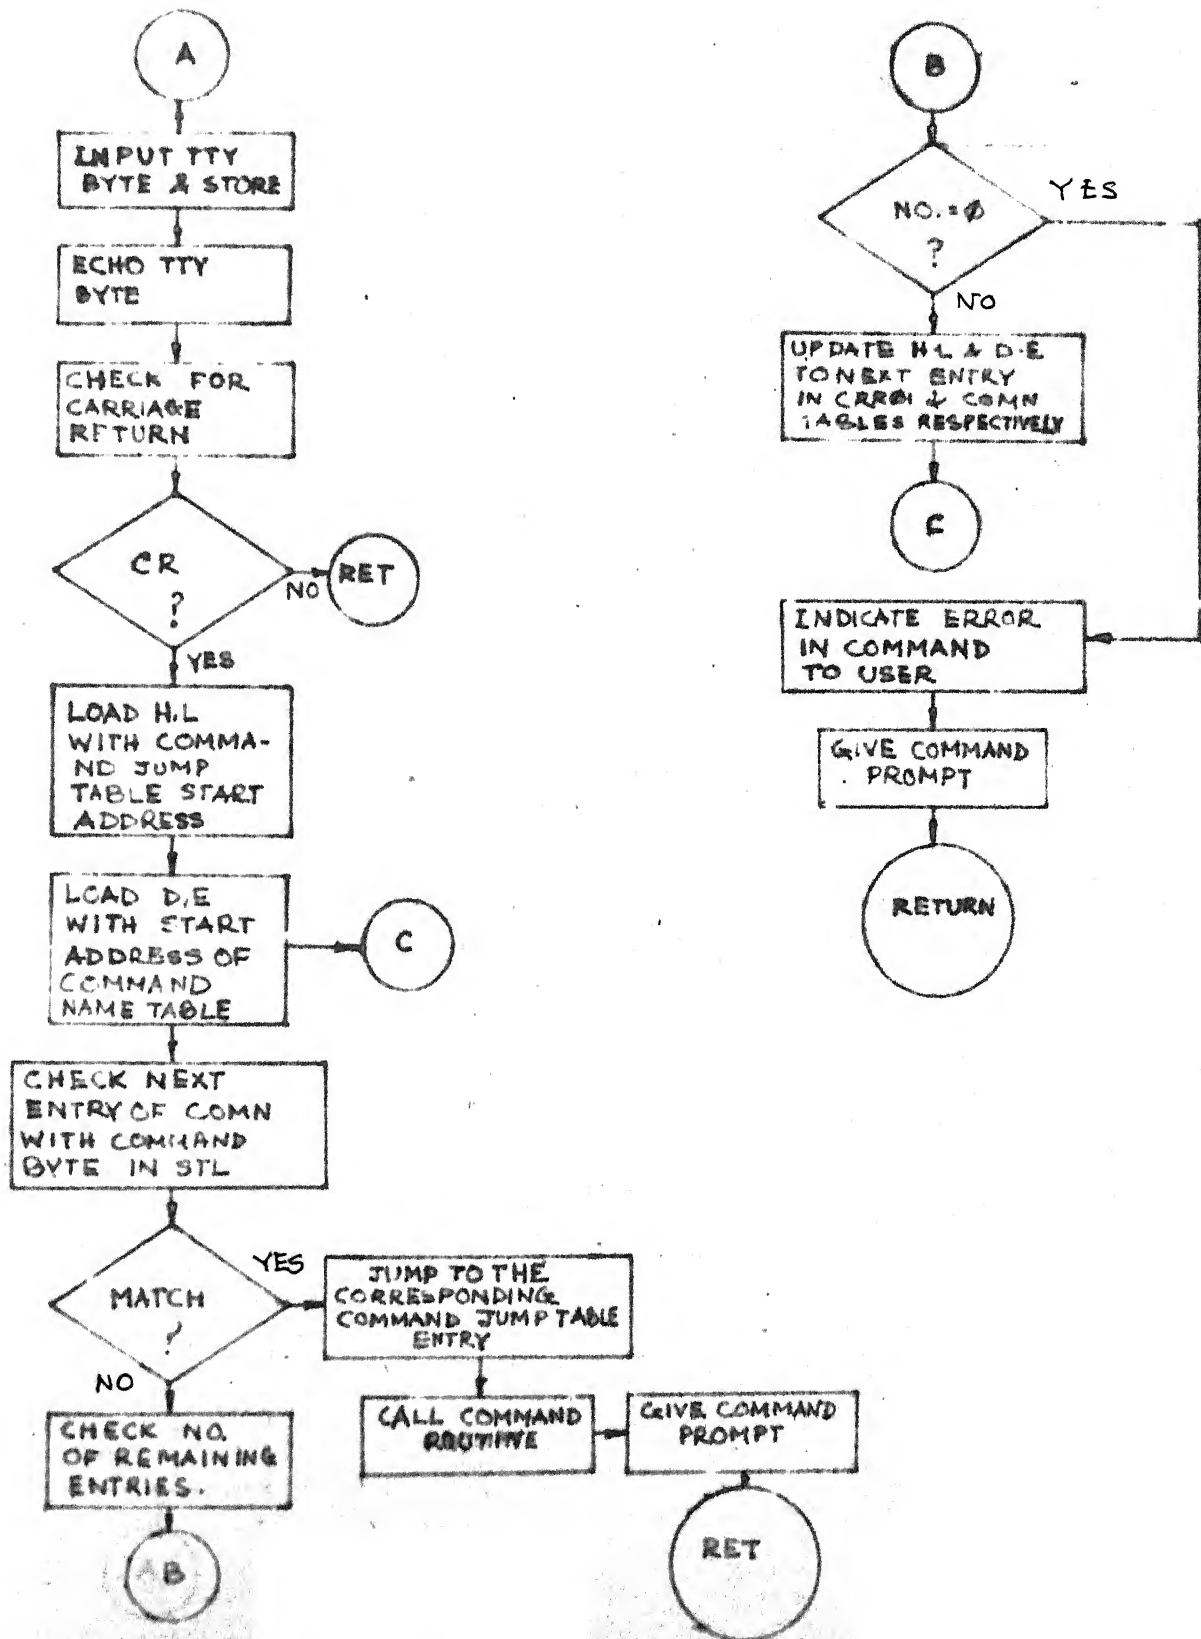 A
INPUT TTY
BYTE & STORE
ECHO TTY
BYTE
CHECK FOR
CARRIAGE
RETURN
CR
?
NO
RET
YES
LOAD H.L
WITH COMMA-
ND JUMP
TABLE START
ADDRESS
LOAD D,E
WITH START
ADDRESS OF
COMMAND
NAME TABLE
C
CHECK NEXT
ENTRY OF COMN
WITH COMMAND
BYTE IN STL
MATCH
?
YES
JUMP TO THE
CORRESPONDING
COMMAND JUMP TABLE
ENTRY
NO
CHECK NO.
OF REMAINING
ENTRIES.
CALL COMMAND
ROUTINE
GIVE COMMAND
PROMPT
B
RET
B
NO. = Ø
?
YES
NO
UPDATE H-L & D-E
TO NEXT ENTRY
IN & COMN
TABLES RESPECTIVELY
INDICATE ERROR
IN COMMAND
TO USER
GIVE COMMAND
PROMPT
RETURN